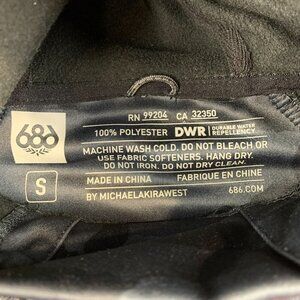 RN 99204 CA 32350
686
100% POLYESTER DWR DURABLE WATER REPELLENCY
MACHINE WASH COLD. DO NOT BLEACH OR
USE FABRIC SOFTENERS. HANG DRY.
DO NOT IRON. DO NOT DRY CLEAN.
S
MADE IN CHINA FABRIQUE EN CHINE
BY MICHAELAKIRAWEST 686.COM